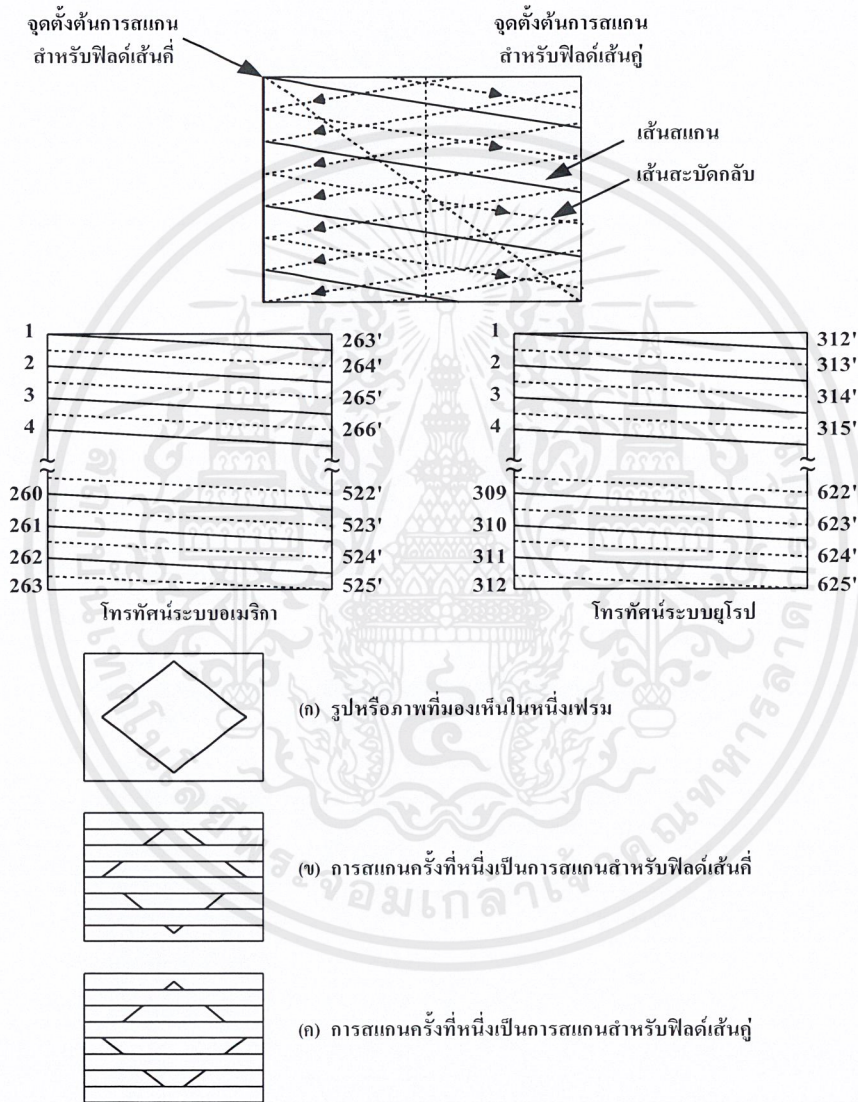 จุดตั้งต้นการสแกน
สำหรับฟิลด์เส้นคี่
จุดตั้งต้นการสแกน
สำหรับฟิลด์เส้นคู่
เส้นสแกน
เส้นสะบัดกลับ
1 263'
2 264'
3 265'
4 266'
260 522'
261 523'
262 524'
263 525'
โทรทัศน์ระบบอเมริกา
1 312'
2 313'
3 314'
4 315'
309 622'
310 623'
311 624'
312 625'
โทรทัศน์ระบบยุโรป
(ก) รูปหรือภาพที่มองเห็นในหนึ่งเฟรม
(ข) การสแกนครั้งที่หนึ่งเป็นการสแกนสำหรับฟิลด์เส้นคี่
(ก) การสแกนครั้งที่หนึ่งเป็นการสแกนสำหรับฟิลด์เส้นคู่